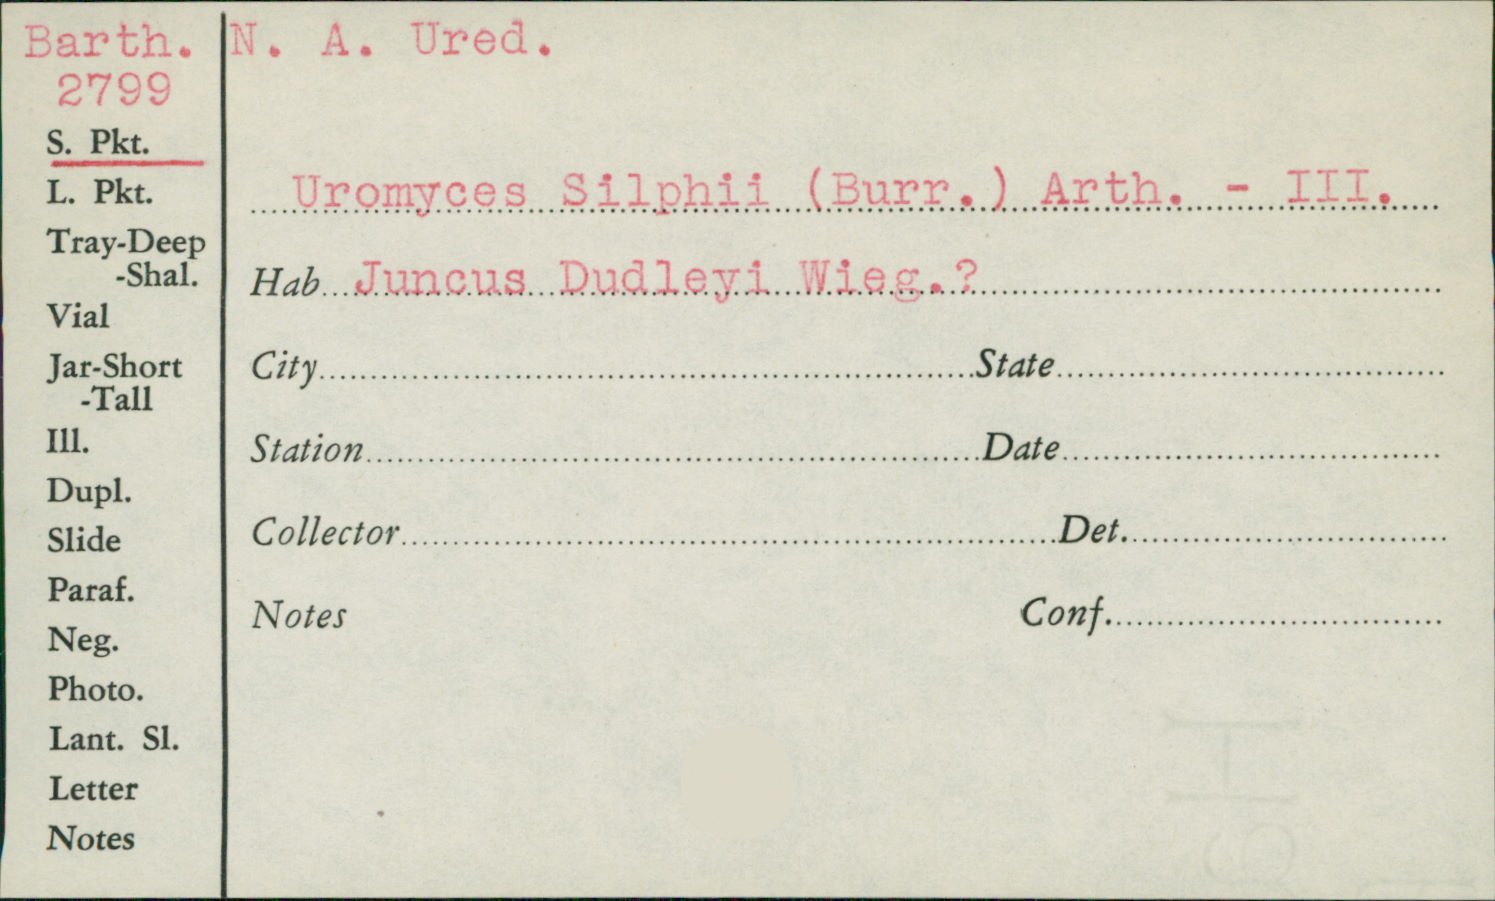 Barth. N. A. Ured.
2799
S. Pkt.
L. Pkt.
Tray-Deep
-Shal.
Vial
Jar-Short
-Tall
Ill.
Dupl.
Slide
Paraf.
Neg.
Photo.
Lant. Sl.
Letter
Notes
Uromyces Silphii (Burr.) Arth. - III.
Hab Juncus Dudleyi Wieg.?
City State
Station Date
Collector Det.
Notes Conf.